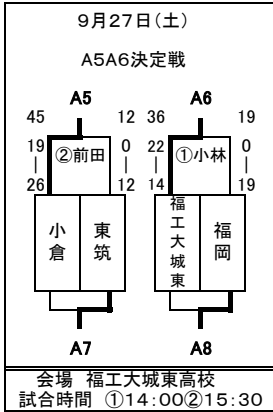 9月27日(土)
A5A6決定戦
A5 A6
45 12 36 19
19 ②前田 0 22 ①小林 0
| | | |
26 12 14 19
小倉 東筑 福工大城東 福岡
A7 A8
会場 福工大城東高校
試合時間 ①14:00②15:30